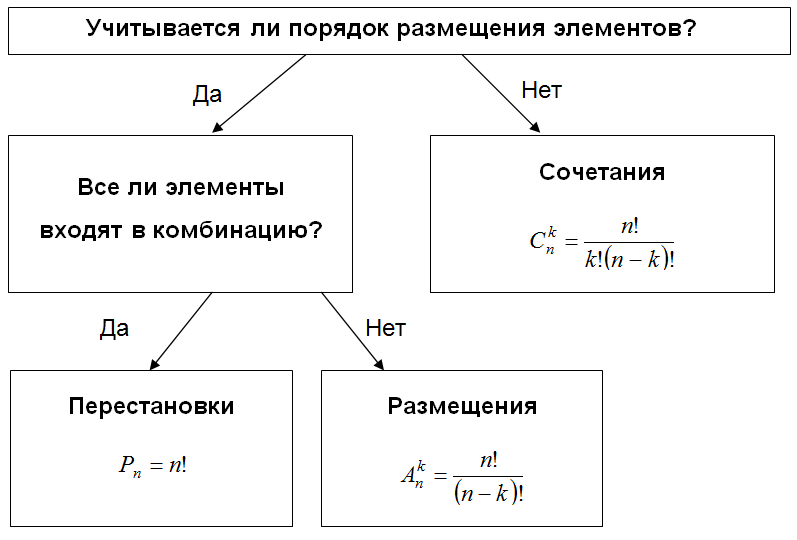 Учитывается ли порядок размещения элементов?
Да
Нет
Все ли элементы
входят в комбинацию?
Сочетания
C_n^k = n! / k!(n − k)!
Да
Нет
Перестановки
P_n = n!
Размещения
A_n^k = n! / (n − k)!